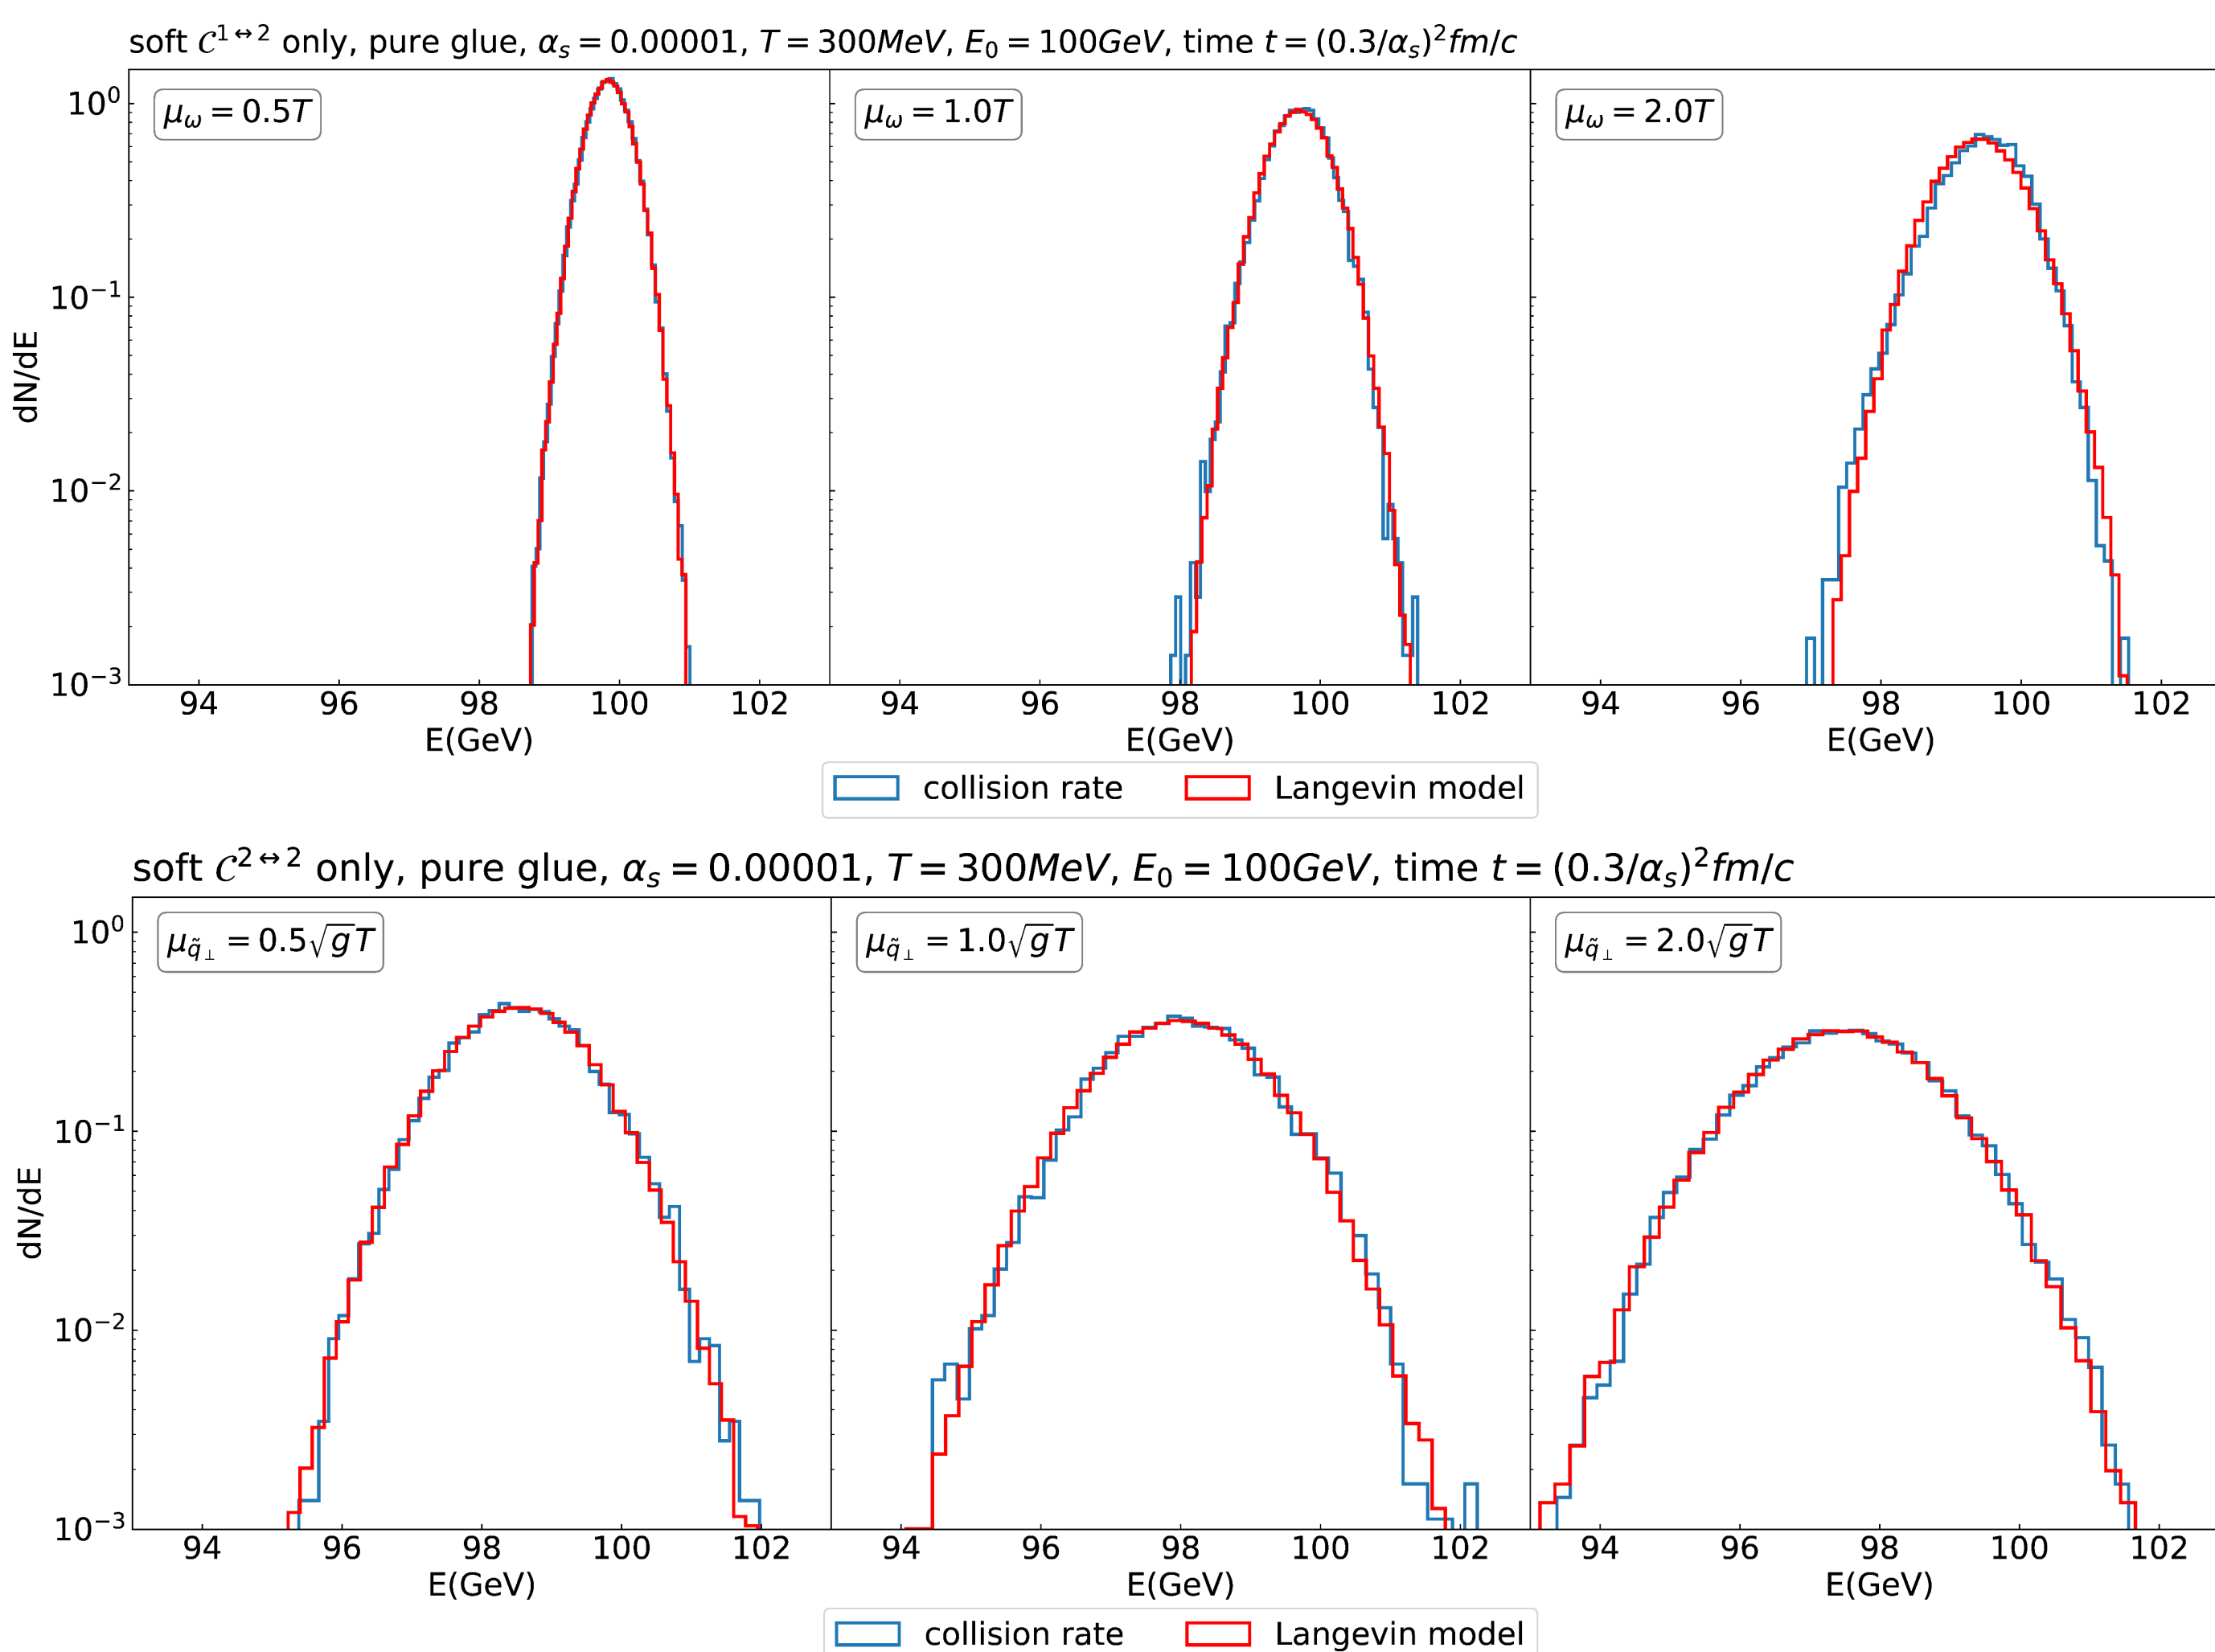 soft 𝒞^{1↔2} only, pure glue, α_s = 0.00001, T = 300MeV, E_0 = 100GeV, time t = (0.3/α_s)^2 fm/c
μ_ω = 0.5T
μ_ω = 1.0T
μ_ω = 2.0T
dN/dE
10^0
10^{-1}
10^{-2}
10^{-3}
94 96 98 100 102
94 96 98 100 102
94 96 98 100 102
E(GeV) E(GeV) E(GeV)
collision rate Langevin model
soft 𝒞^{2↔2} only, pure glue, α_s = 0.00001, T = 300MeV, E_0 = 100GeV, time t = (0.3/α_s)^2 fm/c
μ_{q̃_⊥} = 0.5√g T
μ_{q̃_⊥} = 1.0√g T
μ_{q̃_⊥} = 2.0√g T
dN/dE
10^0
10^{-1}
10^{-2}
10^{-3}
94 96 98 100 102
94 96 98 100 102
94 96 98 100 102
E(GeV) E(GeV) E(GeV)
collision rate Langevin model